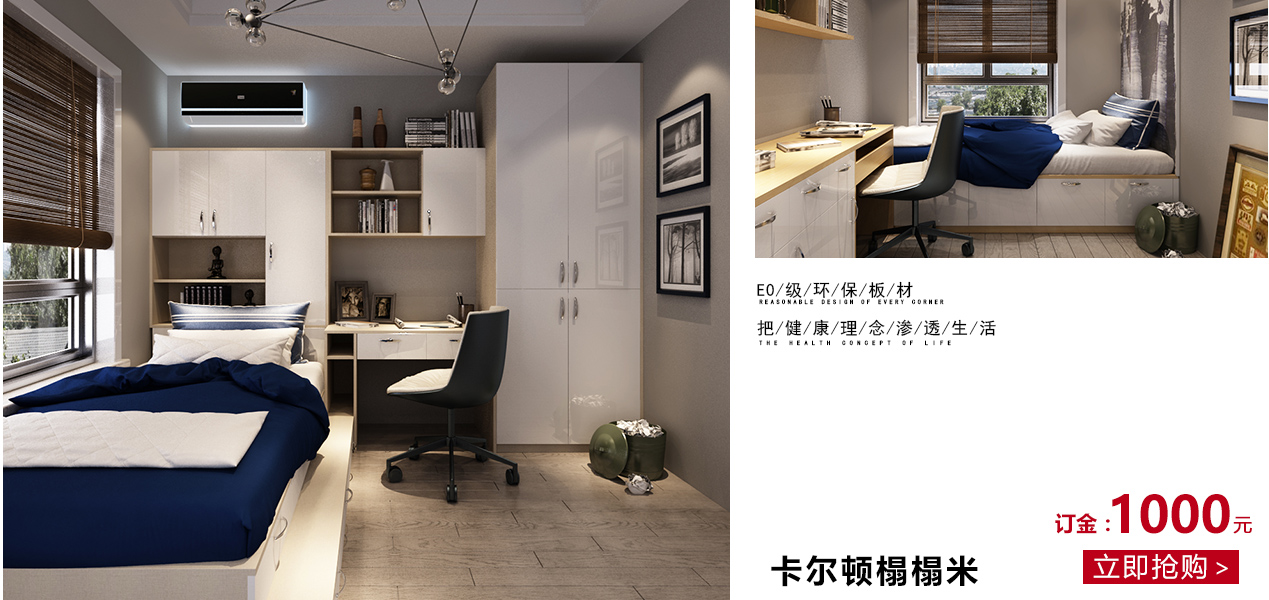 E0/级/环/保/板/材
REASONABLE DESIGN OF EVERY CORNER
把/健/康/理/念/渗/透/生/活
THE HEALTH CONCEPT OF LIFE
订金:1000元
卡尔顿榻榻米
立即抢购 >